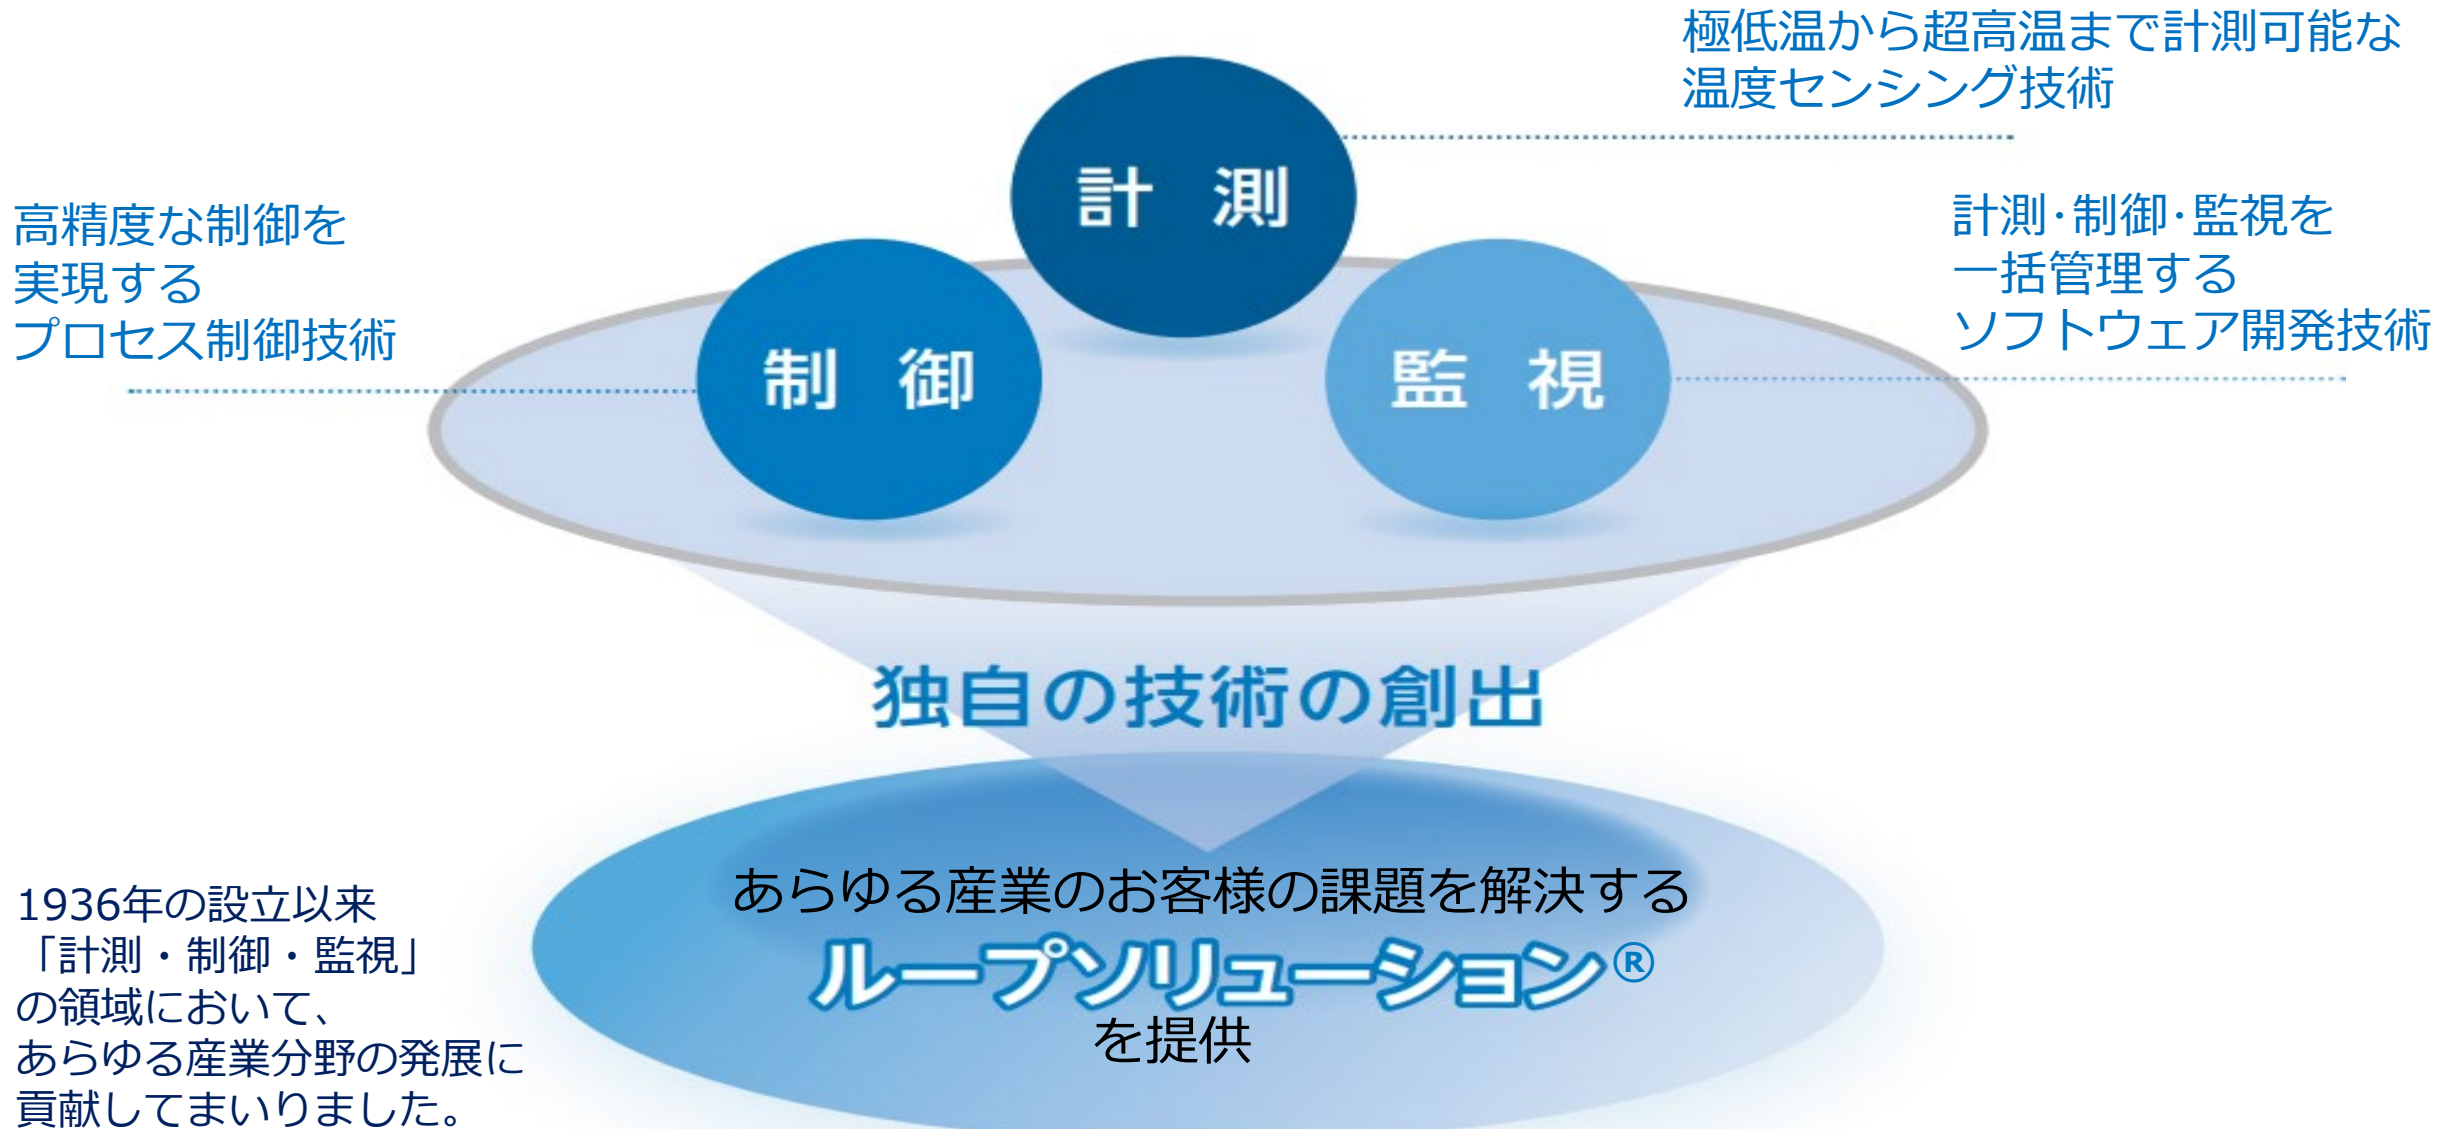 極低温から超高温まで計測可能な
温度センシング技術
計測
高精度な制御を
実現する
プロセス制御技術
計測･制御･監視を
一括管理する
ソフトウェア開発技術
制御
監視
独自の技術の創出
あらゆる産業のお客様の課題を解決する
ループソリューション®
を提供
1936年の設立以来
「計測・制御・監視」
の領域において、
あらゆる産業分野の発展に
貢献してまいりました。